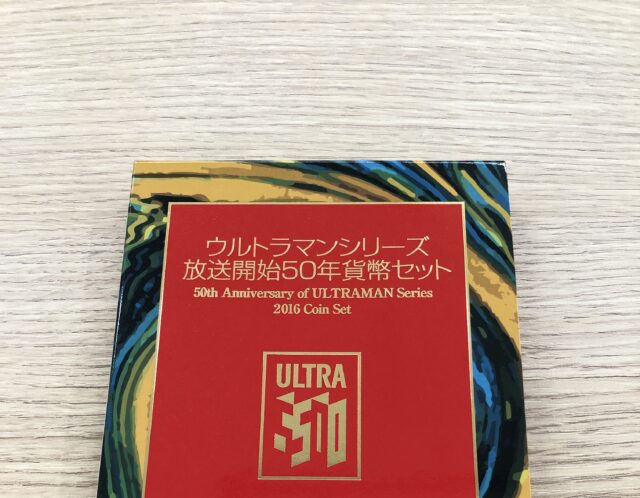 ウルトラマンシリーズ
放送開始50年貨幣セット
50th Anniversary of ULTRAMAN Series
2016 Coin Set
ULTRA
50